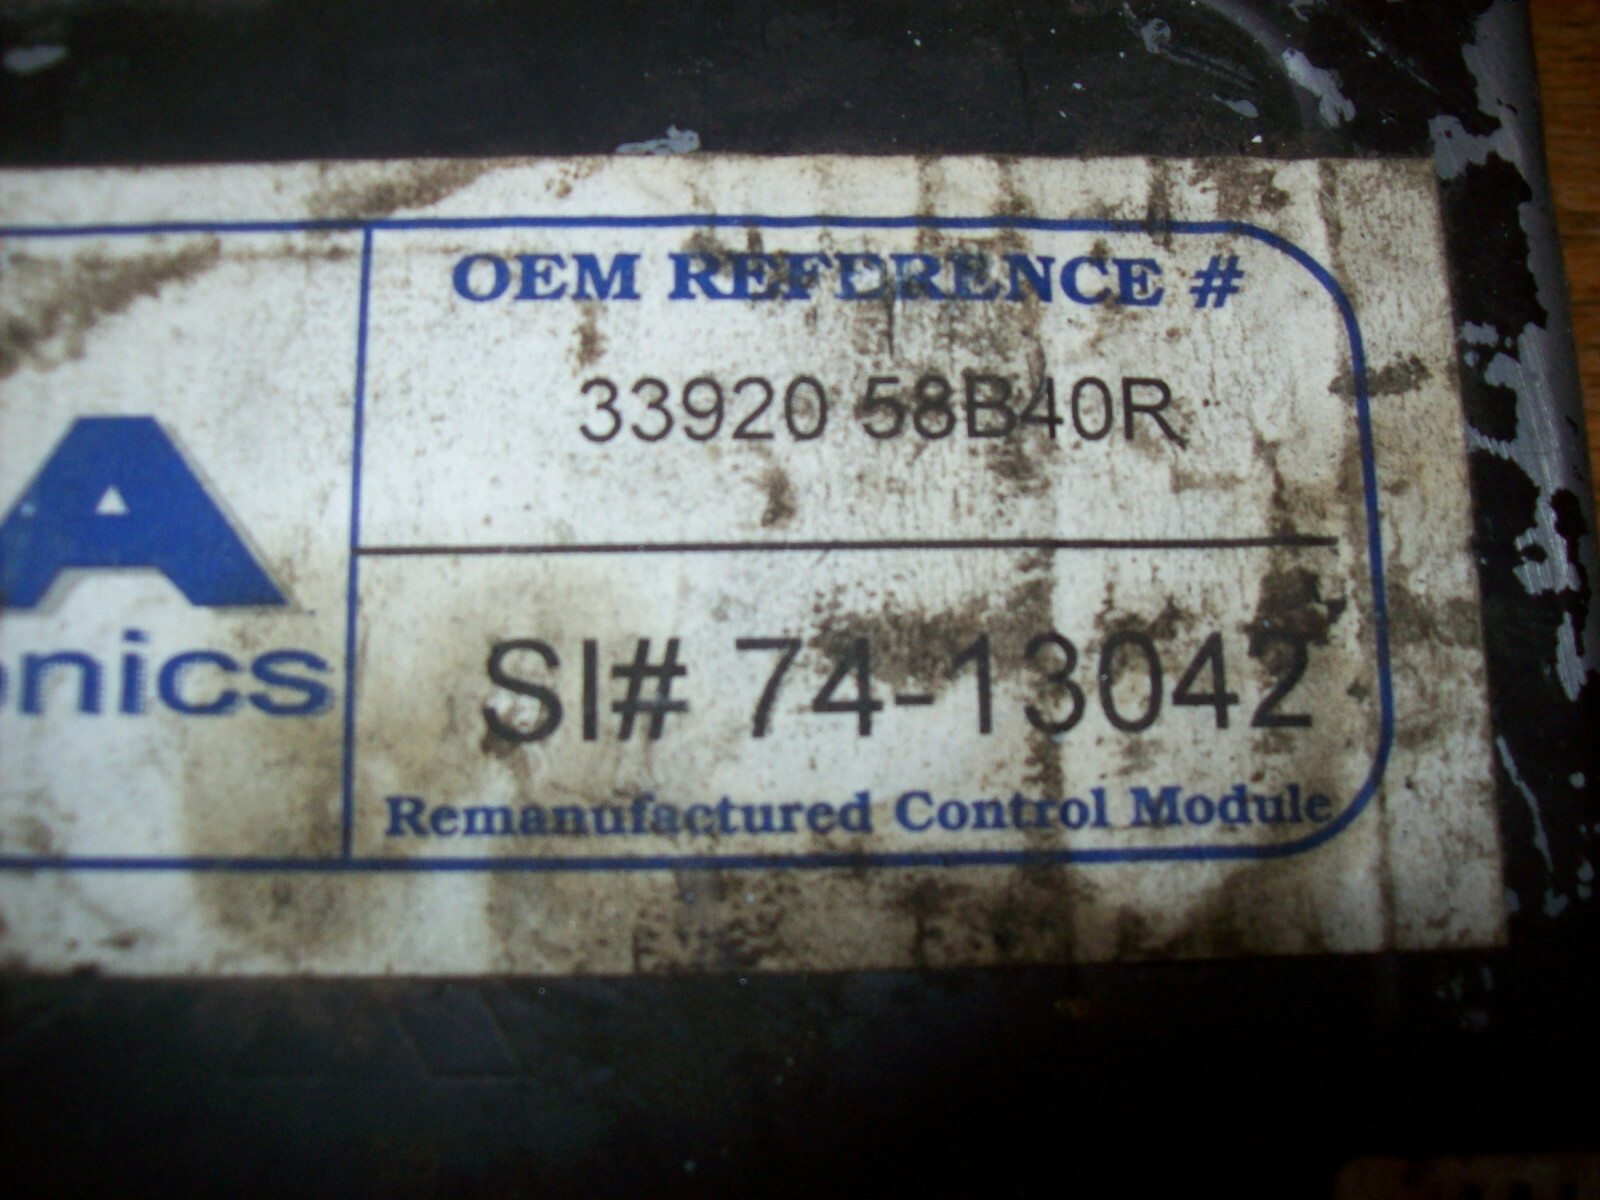 OEM REFERENCE #
33920 58B40R
A
onics
SI# 74-13042
Remanufactured Control Module